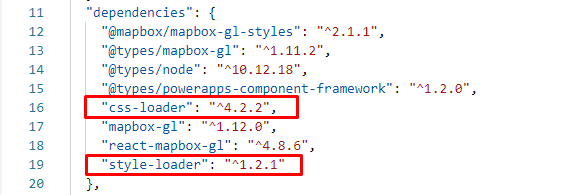 11 "dependencies": {
12 "@mapbox/mapbox-gl-styles": "^2.1.1",
13 "@types/mapbox-gl": "^1.11.2",
14 "@types/node": "^10.12.18",
15 "@types/powerapps-component-framework": "^1.2.0",
16 "css-loader": "^4.2.2",
17 "mapbox-gl": "^1.12.0",
18 "react-mapbox-gl": "^4.8.6",
19 "style-loader": "^1.2.1"
20 },